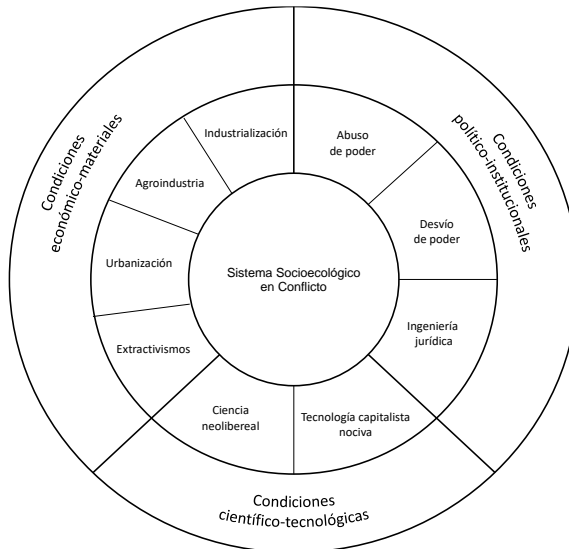 Condiciones
económico-materiales
Condiciones
político-institucionales
Condiciones
científico-tecnológicas
Industrialización
Agroindustria
Urbanización
Extractivismos
Abuso
de poder
Desvío
de poder
Ingeniería
jurídica
Ciencia
neolibereal
Tecnología capitalista
nociva
Sistema Socioecológico
en Conflicto